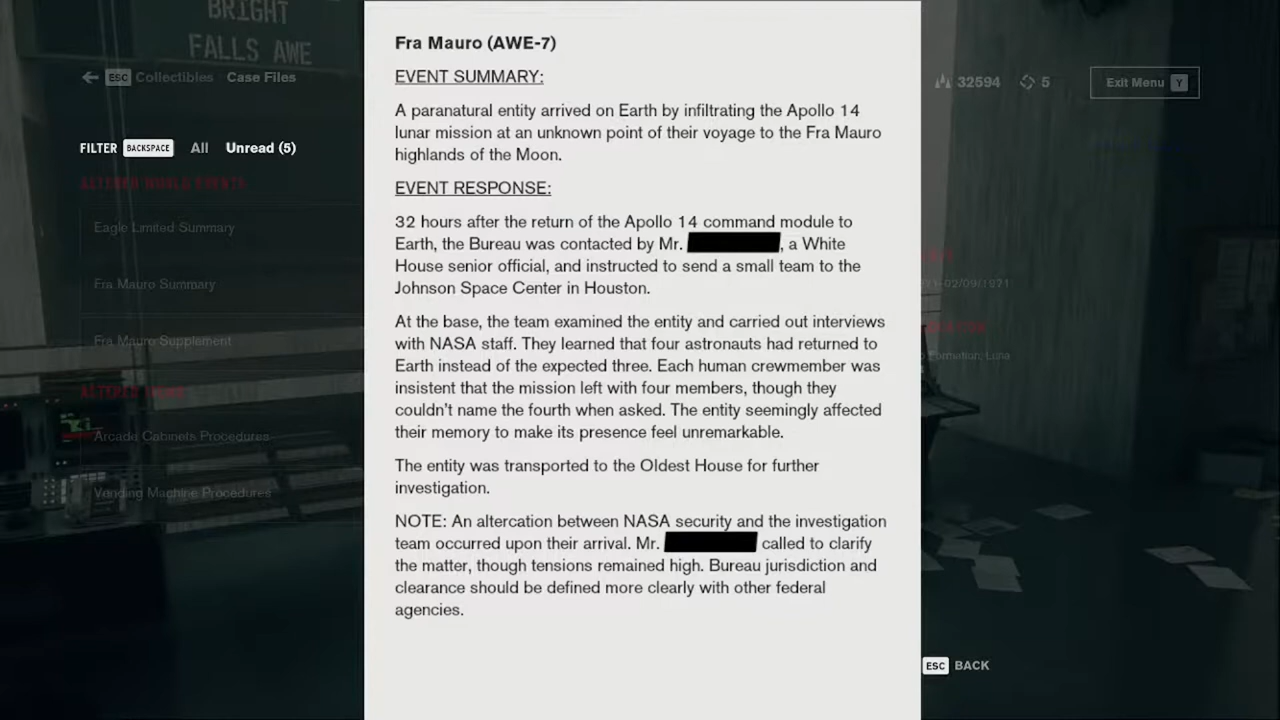 BRIGHT
FALLS AWE
ESC Collectibles Case Files
32594 5
Exit Menu Y
FILTER BACKSPACE All Unread (5)
ALTERED WORLD EVENTS
Eagle Limited Summary
Fra Mauro Summary
Fra Mauro Supplement
ALTERED ITEMS
Arcade Cabinets Procedures
Vending Machine Procedures
Fra Mauro (AWE-7)
EVENT SUMMARY:
A paranatural entity arrived on Earth by infiltrating the Apollo 14
lunar mission at an unknown point of their voyage to the Fra Mauro
highlands of the Moon.
EVENT RESPONSE:
32 hours after the return of the Apollo 14 command module to
Earth, the Bureau was contacted by Mr. , a White
House senior official, and instructed to send a small team to the
Johnson Space Center in Houston.
At the base, the team examined the entity and carried out interviews
with NASA staff. They learned that four astronauts had returned to
Earth instead of the expected three. Each human crewmember was
insistent that the mission left with four members, though they
couldn't name the fourth when asked. The entity seemingly affected
their memory to make its presence feel unremarkable.
The entity was transported to the Oldest House for further
investigation.
NOTE: An altercation between NASA security and the investigation
team occurred upon their arrival. Mr. called to clarify
the matter, though tensions remained high. Bureau jurisdiction and
clearance should be defined more clearly with other federal
agencies.
02/09/1971
Formation, Luna
ESC BACK